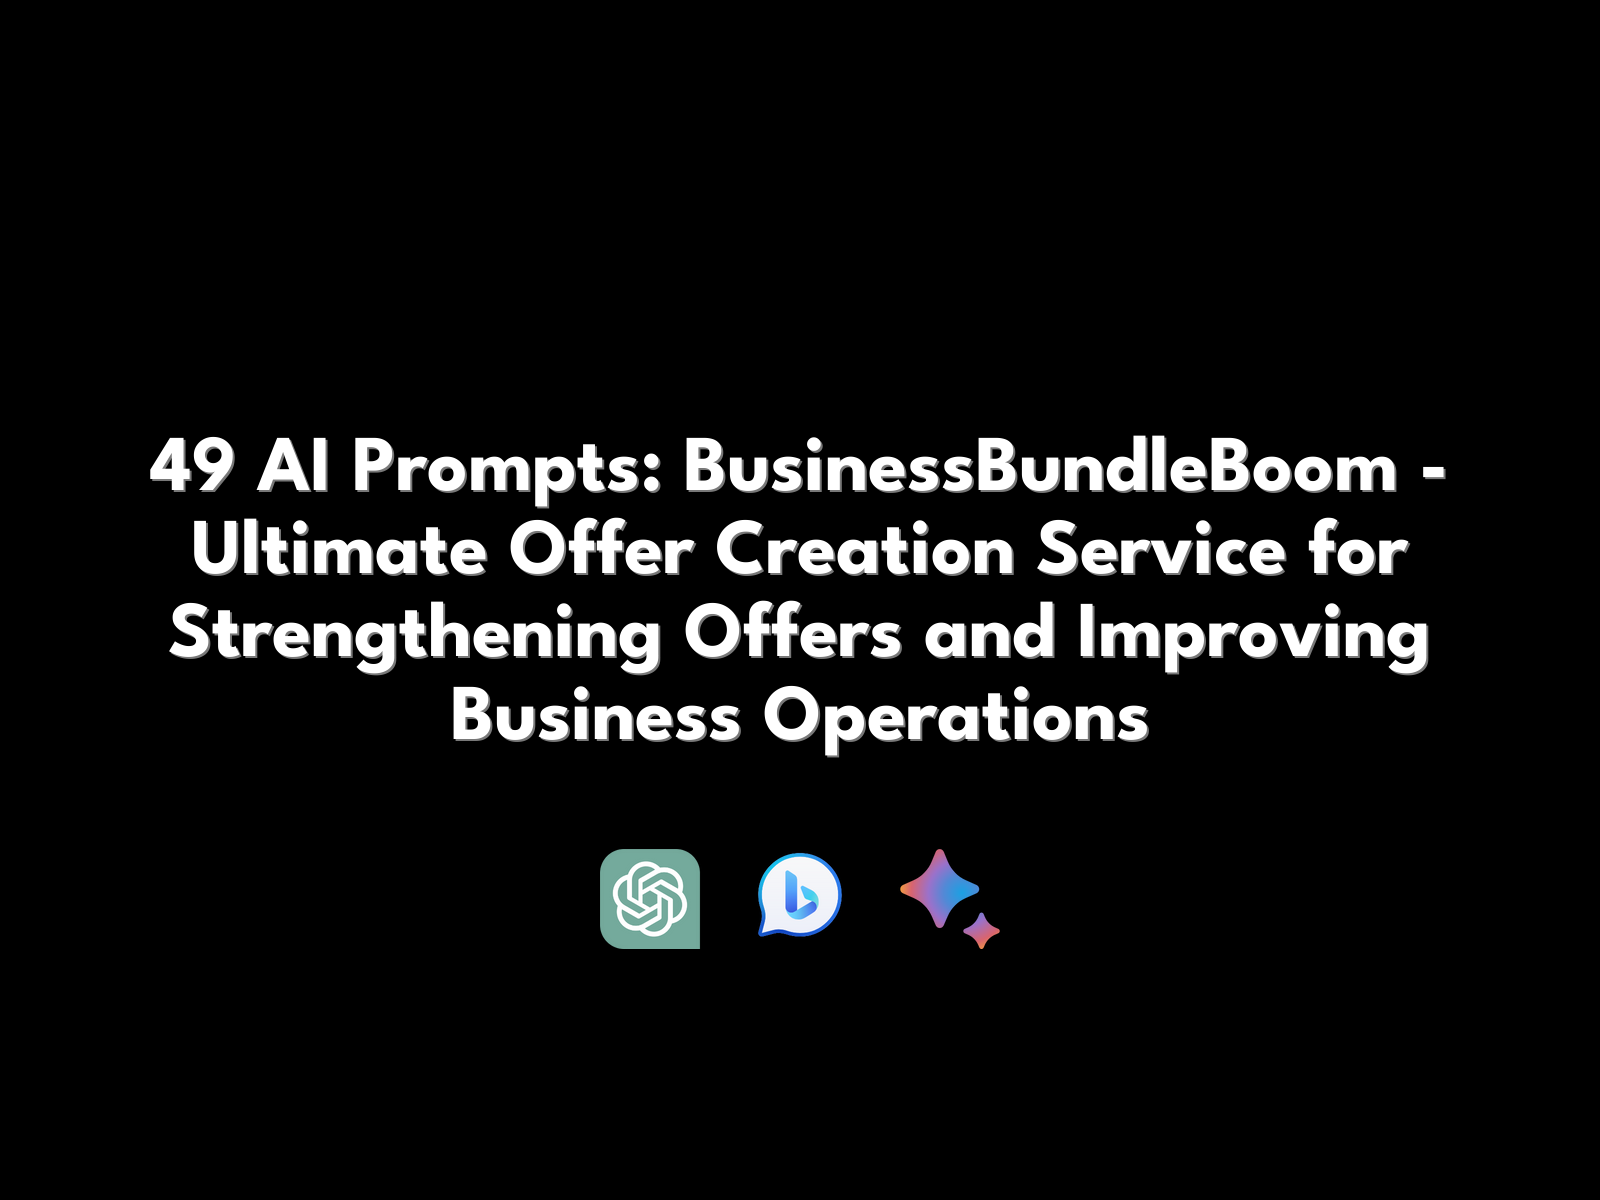 49 AI Prompts: BusinessBundleBoom -
Ultimate Offer Creation Service for
Strengthening Offers and Improving
Business Operations